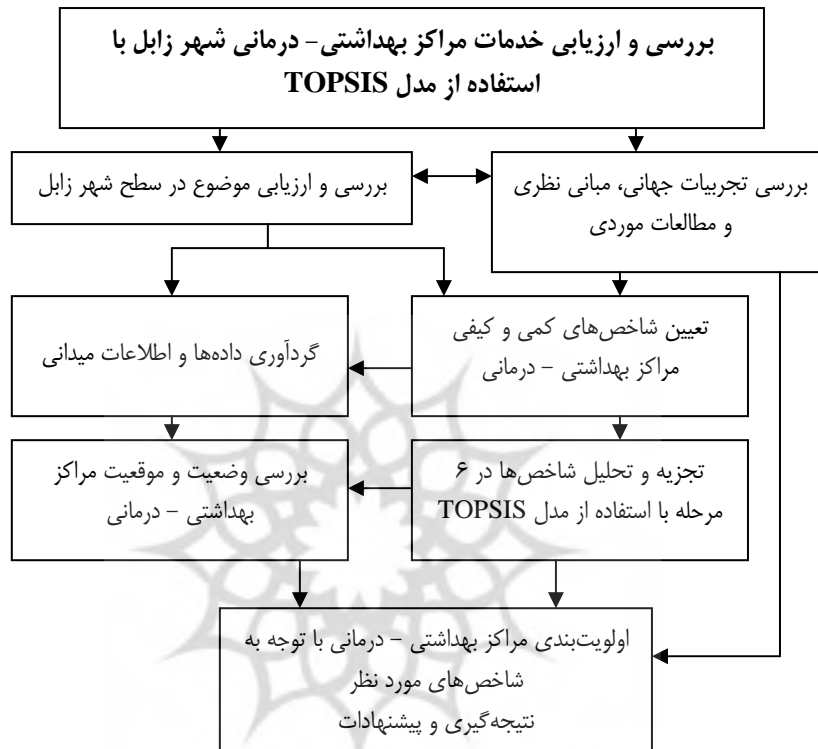 بررسی و ارزیابی خدمات مراکز بهداشتی- درمانی شهر زابل با
استفاده از مدل TOPSIS
بررسی تجربیات جهانی، مبانی نظری
و مطالعات موردی
بررسی و ارزیابی موضوع در سطح شهر زابل
تعیین شاخص‌های کمی و کیفی
مراکز بهداشتی – درمانی
گردآوری داده‌ها و اطلاعات میدانی
تجزیه و تحلیل شاخص‌ها در ۶
مرحله با استفاده از مدل TOPSIS
بررسی وضعیت و موقعیت مراکز
بهداشتی – درمانی
اولویت‌بندی مراکز بهداشتی – درمانی با توجه به
شاخص‌های مورد نظر
نتیجه‌گیری و پیشنهادات